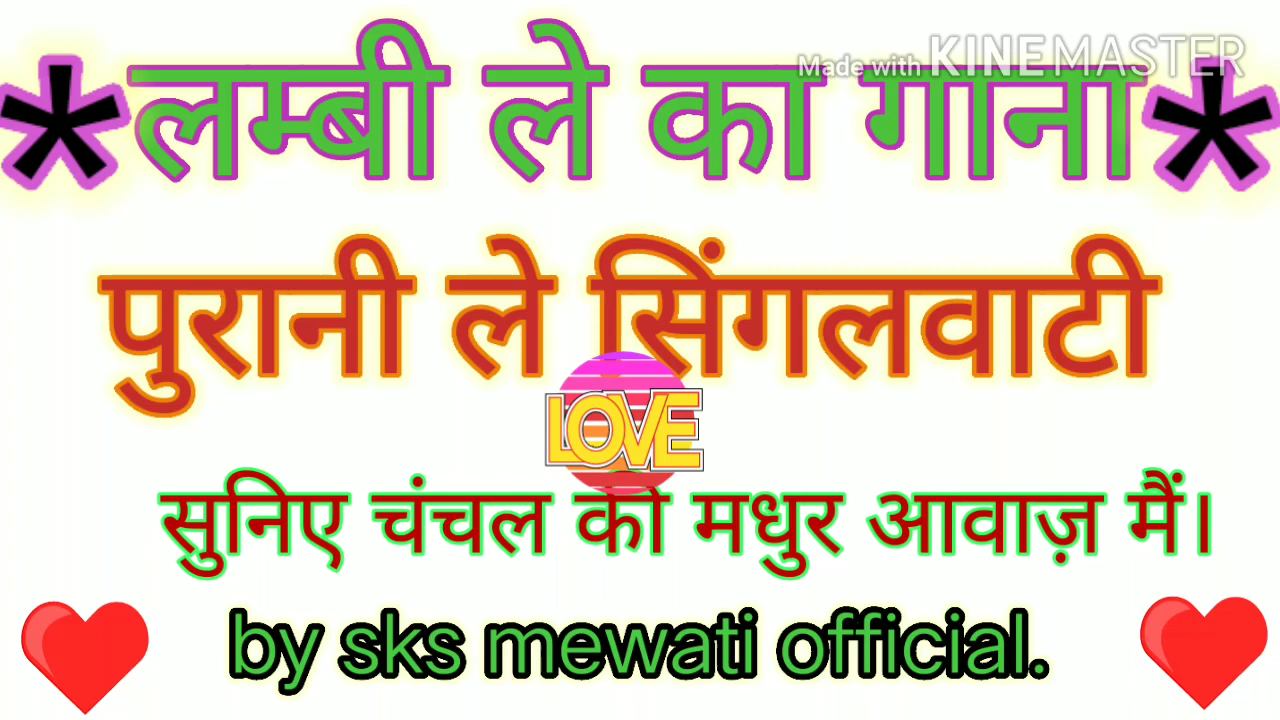 Made with KINEMASTER
*लम्बी ले का गाना*
पुरानी ले सिंगलवाटी
LOVE
सुनिए चंचल की मधुर आवाज़ मैं।
by sks mewati official.